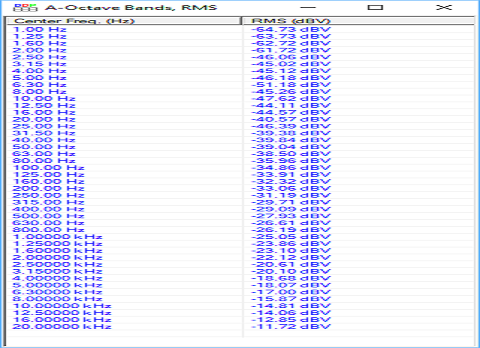 A-Octave Bands, RMS
Center Freq. (Hz) RMS (dBV)
1.00 Hz -64.73 dBV
1.25 Hz -63.73 dBV
1.60 Hz -62.72 dBV
2.00 Hz -61.72 dBV
2.50 Hz -46.06 dBV
3.15 Hz -45.02 dBV
4.00 Hz -45.12 dBV
5.00 Hz -46.18 dBV
6.30 Hz -51.18 dBV
8.00 Hz -45.26 dBV
10.00 Hz -47.62 dBV
12.50 Hz -44.11 dBV
16.00 Hz -44.57 dBV
20.00 Hz -40.57 dBV
25.00 Hz -46.39 dBV
31.50 Hz -39.38 dBV
40.00 Hz -39.84 dBV
50.00 Hz -39.04 dBV
63.00 Hz -38.50 dBV
80.00 Hz -35.96 dBV
100.00 Hz -34.86 dBV
125.00 Hz -33.91 dBV
160.00 Hz -32.32 dBV
200.00 Hz -33.06 dBV
250.00 Hz -31.19 dBV
315.00 Hz -29.71 dBV
400.00 Hz -29.09 dBV
500.00 Hz -27.93 dBV
630.00 Hz -26.61 dBV
800.00 Hz -26.19 dBV
1.00000 kHz -25.05 dBV
1.25000 kHz -23.86 dBV
1.60000 kHz -23.10 dBV
2.00000 kHz -22.12 dBV
2.50000 kHz -20.61 dBV
3.15000 kHz -20.10 dBV
4.00000 kHz -18.68 dBV
5.00000 kHz -18.07 dBV
6.30000 kHz -17.00 dBV
8.00000 kHz -15.87 dBV
10.00000 kHz -14.81 dBV
12.50000 kHz -14.06 dBV
16.00000 kHz -12.85 dBV
20.00000 kHz -11.72 dBV